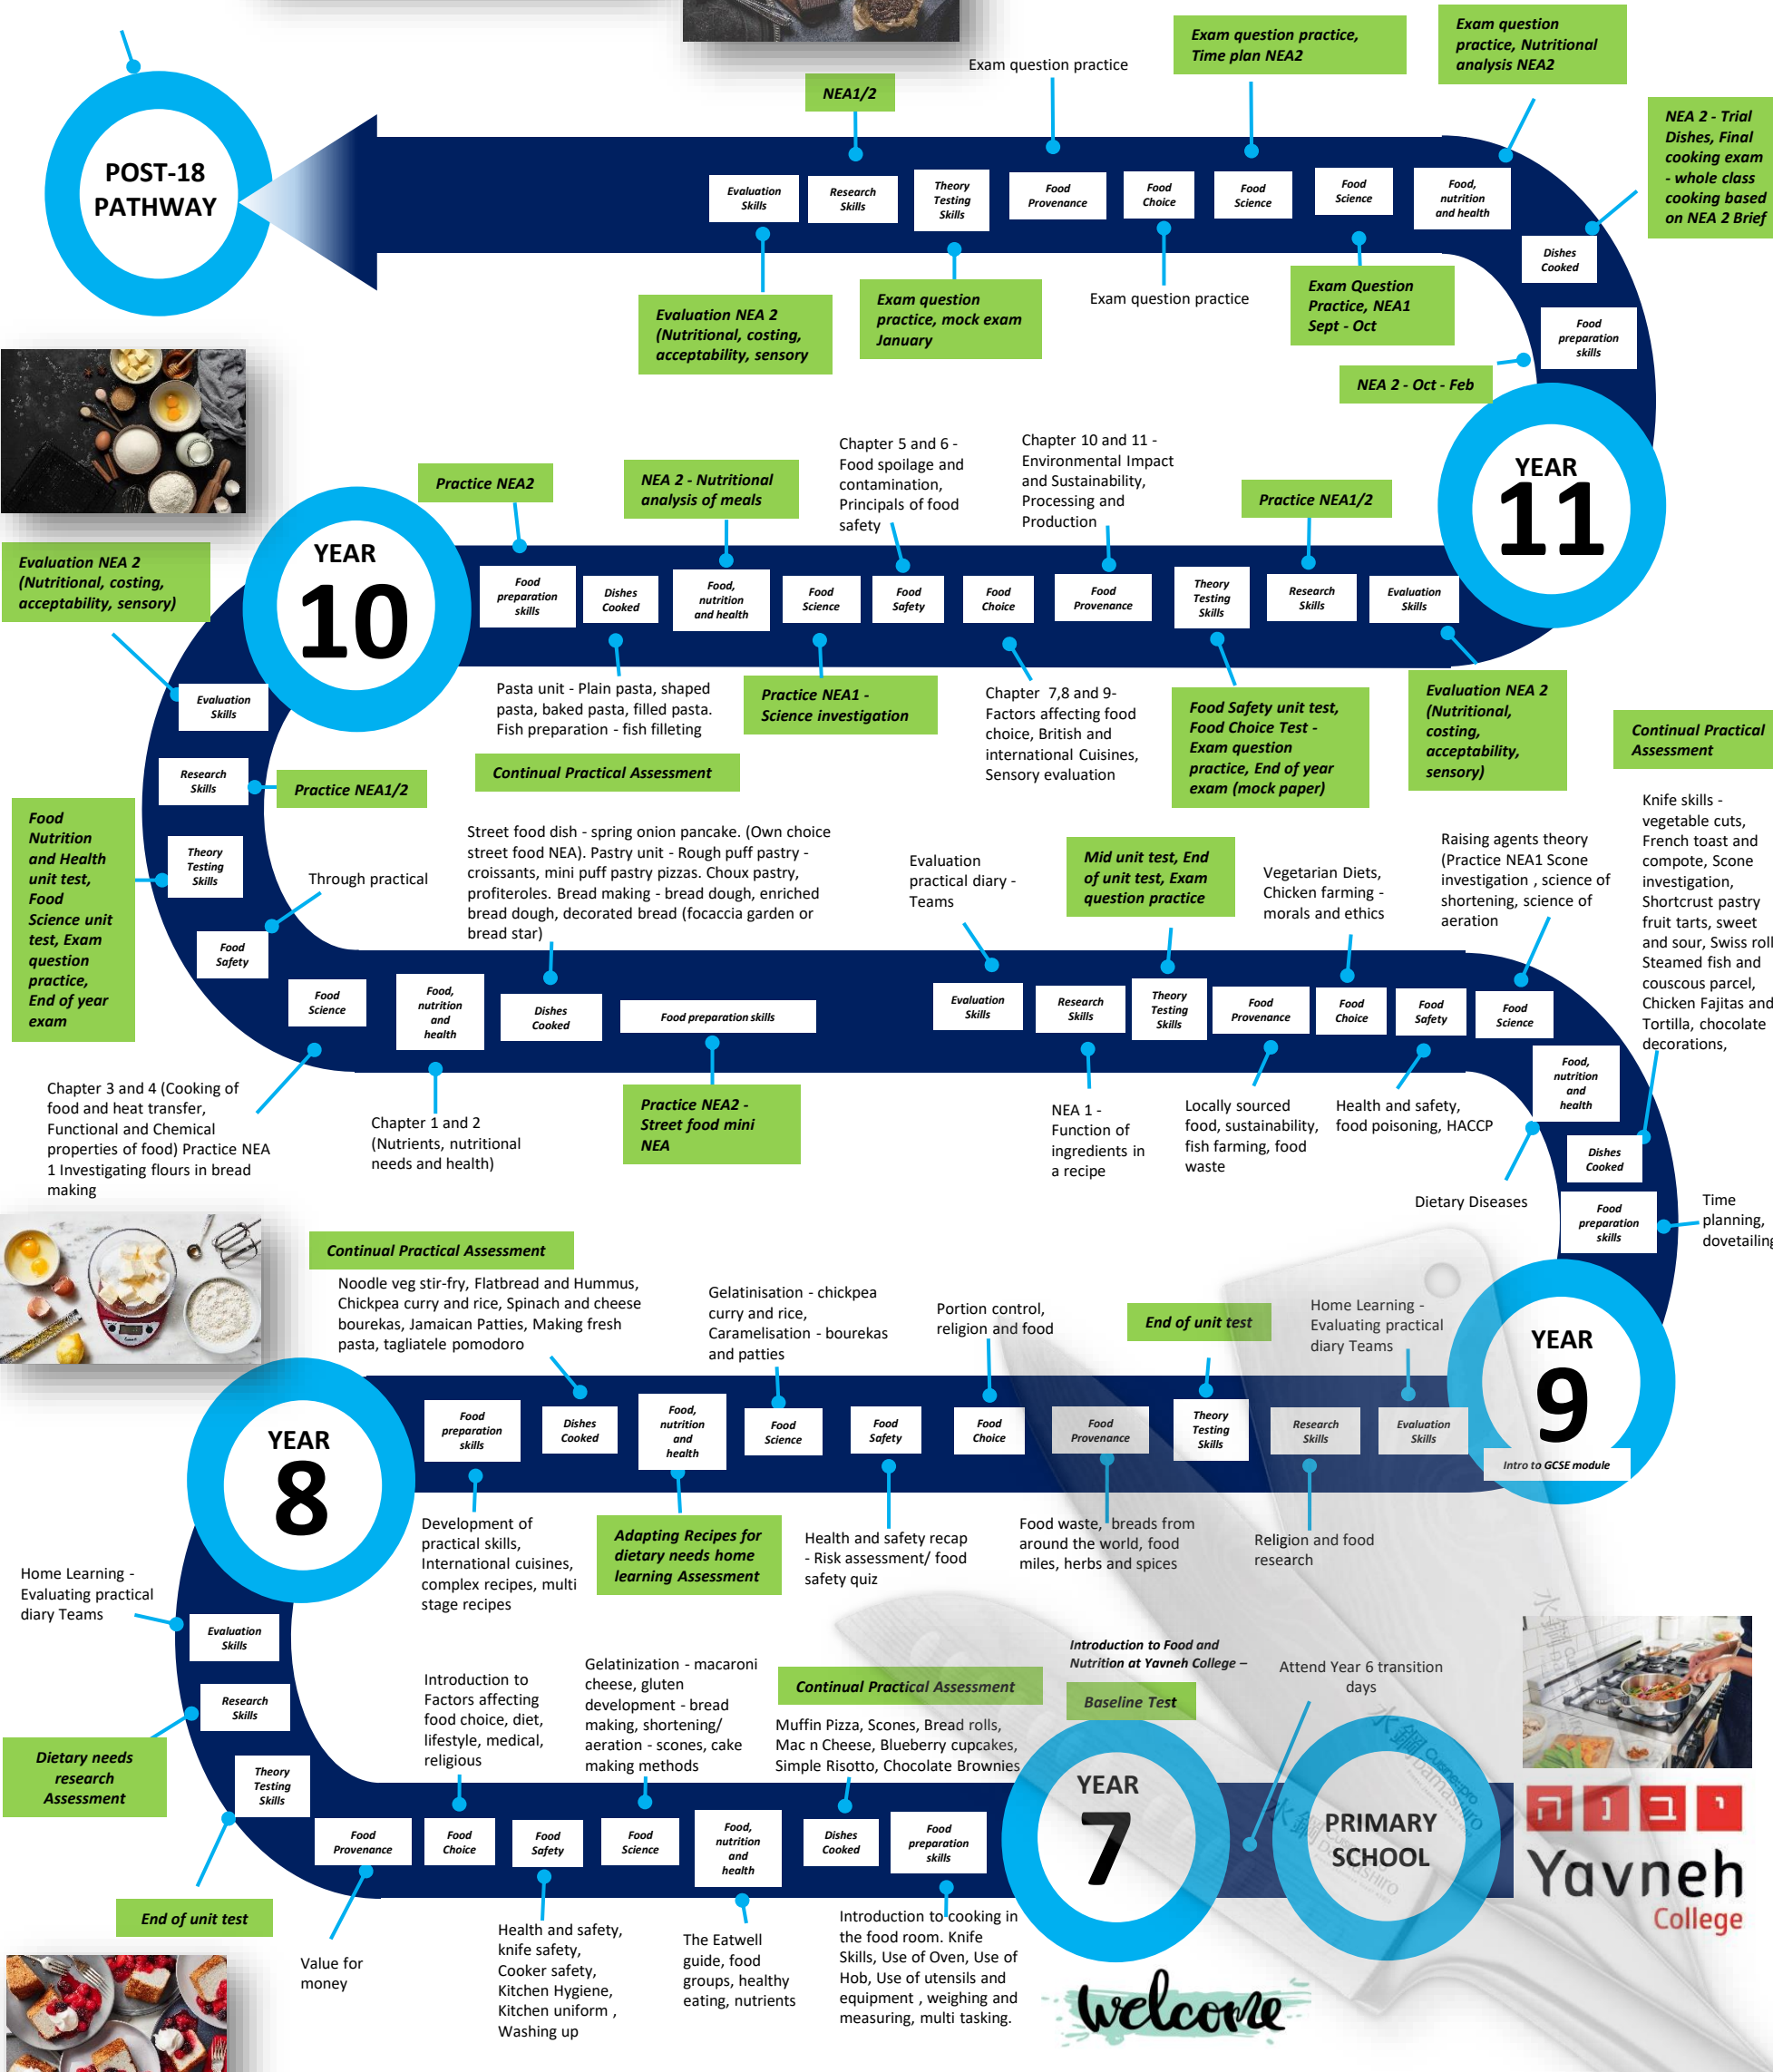 Exam question practice,
Time plan NEA2
Exam question
practice, Nutritional
analysis NEA2
Exam question practice
NEA1/2
NEA 2 - Trial
Dishes, Final
cooking exam
- whole class
cooking based
on NEA 2 Brief
POST-18
PATHWAY
Evaluation
Skills
Research
Skills
Theory
Testing
Skills
Food
Provenance
Food
Choice
Food
Science
Food
Science
Food,
nutrition
and health
Dishes
Cooked
Food
preparation
skills
Evaluation NEA 2
(Nutritional, costing,
acceptability, sensory
Exam question
practice, mock exam
January
Exam question practice
Exam Question
Practice, NEA1
Sept - Oct
NEA 2 - Oct - Feb
YEAR
11
Practice NEA2
NEA 2 - Nutritional
analysis of meals
Chapter 5 and 6 -
Food spoilage and
contamination,
Principals of food
safety
Chapter 10 and 11 -
Environmental Impact
and Sustainability,
Processing and
Production
Practice NEA1/2
Evaluation NEA 2
(Nutritional, costing,
acceptability, sensory)
YEAR
10
Food
preparation
skills
Dishes
Cooked
Food,
nutrition
and health
Food
Science
Food
Safety
Food
Choice
Food
Provenance
Theory
Testing
Skills
Research
Skills
Evaluation
Skills
Pasta unit - Plain pasta, shaped
pasta, baked pasta, filled pasta.
Fish preparation - fish filleting
Continual Practical Assessment
Practice NEA1 -
Science investigation
Chapter 7,8 and 9-
Factors affecting food
choice, British and
international Cuisines,
Sensory evaluation
Food Safety unit test,
Food Choice Test -
Exam question
practice, End of year
exam (mock paper)
Evaluation NEA 2
(Nutritional,
costing,
acceptability,
sensory)
Continual Practical
Assessment
Evaluation
Skills
Research
Skills
Practice NEA1/2
Food
Nutrition
and Health
unit test,
Food
Science unit
test, Exam
question
practice,
End of year
exam
Theory
Testing
Skills
Through practical
Food
Safety
Street food dish - spring onion pancake. (Own choice
street food NEA). Pastry unit - Rough puff pastry -
croissants, mini puff pastry pizzas. Choux pastry,
profiteroles. Bread making - bread dough, enriched
bread dough, decorated bread (focaccia garden or
bread star)
Evaluation
practical diary -
Teams
Mid unit test, End
of unit test, Exam
question practice
Vegetarian Diets,
Chicken farming -
morals and ethics
Raising agents theory
(Practice NEA1 Scone
investigation , science of
shortening, science of
aeration
Knife skills -
vegetable cuts,
French toast and
compote, Scone
investigation,
Shortcrust pastry
fruit tarts, sweet
and sour, Swiss roll
Steamed fish and
couscous parcel,
Chicken Fajitas and
Tortilla, chocolate
decorations,
Food
Science
Food,
nutrition
and
health
Dishes
Cooked
Food preparation skills
Evaluation
Skills
Research
Skills
Theory
Testing
Skills
Food
Provenance
Food
Choice
Food
Safety
Food
Science
Food,
nutrition
and
health
Dishes
Cooked
Food
preparation
skills
Chapter 3 and 4 (Cooking of
food and heat transfer,
Functional and Chemical
properties of food) Practice NEA
1 Investigating flours in bread
making
Chapter 1 and 2
(Nutrients, nutritional
needs and health)
Practice NEA2 -
Street food mini
NEA
NEA 1 -
Function of
ingredients in
a recipe
Locally sourced
food, sustainability,
fish farming, food
waste
Health and safety,
food poisoning, HACCP
Dietary Diseases
Time
planning,
dovetailing
Continual Practical Assessment
Noodle veg stir-fry, Flatbread and Hummus,
Chickpea curry and rice, Spinach and cheese
bourekas, Jamaican Patties, Making fresh
pasta, tagliatele pomodoro
Gelatinisation - chickpea
curry and rice,
Caramelisation - bourekas
and patties
Portion control,
religion and food
End of unit test
Home Learning -
Evaluating practical
diary Teams
YEAR
9
Intro to GCSE module
YEAR
8
Food
preparation
skills
Dishes
Cooked
Food,
nutrition
and
health
Food
Science
Food
Safety
Food
Choice
Food
Provenance
Theory
Testing
Skills
Research
Skills
Evaluation
Skills
Development of
practical skills,
International cuisines,
complex recipes, multi
stage recipes
Adapting Recipes for
dietary needs home
learning Assessment
Health and safety recap
- Risk assessment/ food
safety quiz
Food waste, breads from
around the world, food
miles, herbs and spices
Religion and food
research
Home Learning -
Evaluating practical
diary Teams
Evaluation
Skills
Research
Skills
Dietary needs
research
Assessment
Theory
Testing
Skills
End of unit test
Introduction to
Factors affecting
food choice, diet,
lifestyle, medical,
religious
Gelatinization - macaroni
cheese, gluten
development - bread
making, shortening/
aeration - scones, cake
making methods
Continual Practical Assessment
Muffin Pizza, Scones, Bread rolls,
Mac n Cheese, Blueberry cupcakes,
Simple Risotto, Chocolate Brownies
Introduction to Food and
Nutrition at Yavneh College –
Baseline Test
Attend Year 6 transition
days
Food
Provenance
Food
Choice
Food
Safety
Food
Science
Food,
nutrition
and
health
Dishes
Cooked
Food
preparation
skills
YEAR
7
PRIMARY
SCHOOL
יבנה
Yavneh
College
Value for
money
Health and safety,
knife safety,
Cooker safety,
Kitchen Hygiene,
Kitchen uniform ,
Washing up
The Eatwell
guide, food
groups, healthy
eating, nutrients
Introduction to cooking in
the food room. Knife
Skills, Use of Oven, Use of
Hob, Use of utensils and
equipment , weighing and
measuring, multi tasking.
welcome